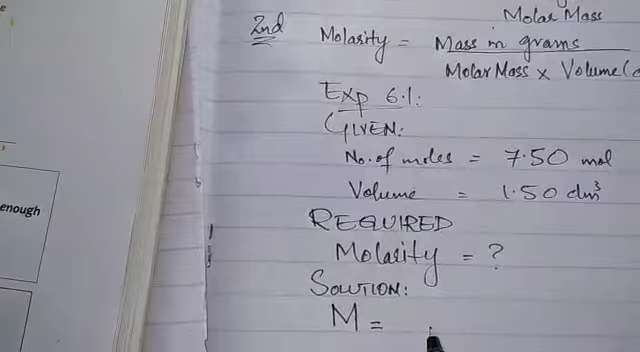 Molar Mass
2nd Molarity = Mass in grams
Molar Mass x Volume
Exp 6.1:
GIVEN:
No. of moles = 7.50 mol
Volume = 1.50 dm³
REQUIRED
Molarity = ?
SOLUTION:
M =
enough